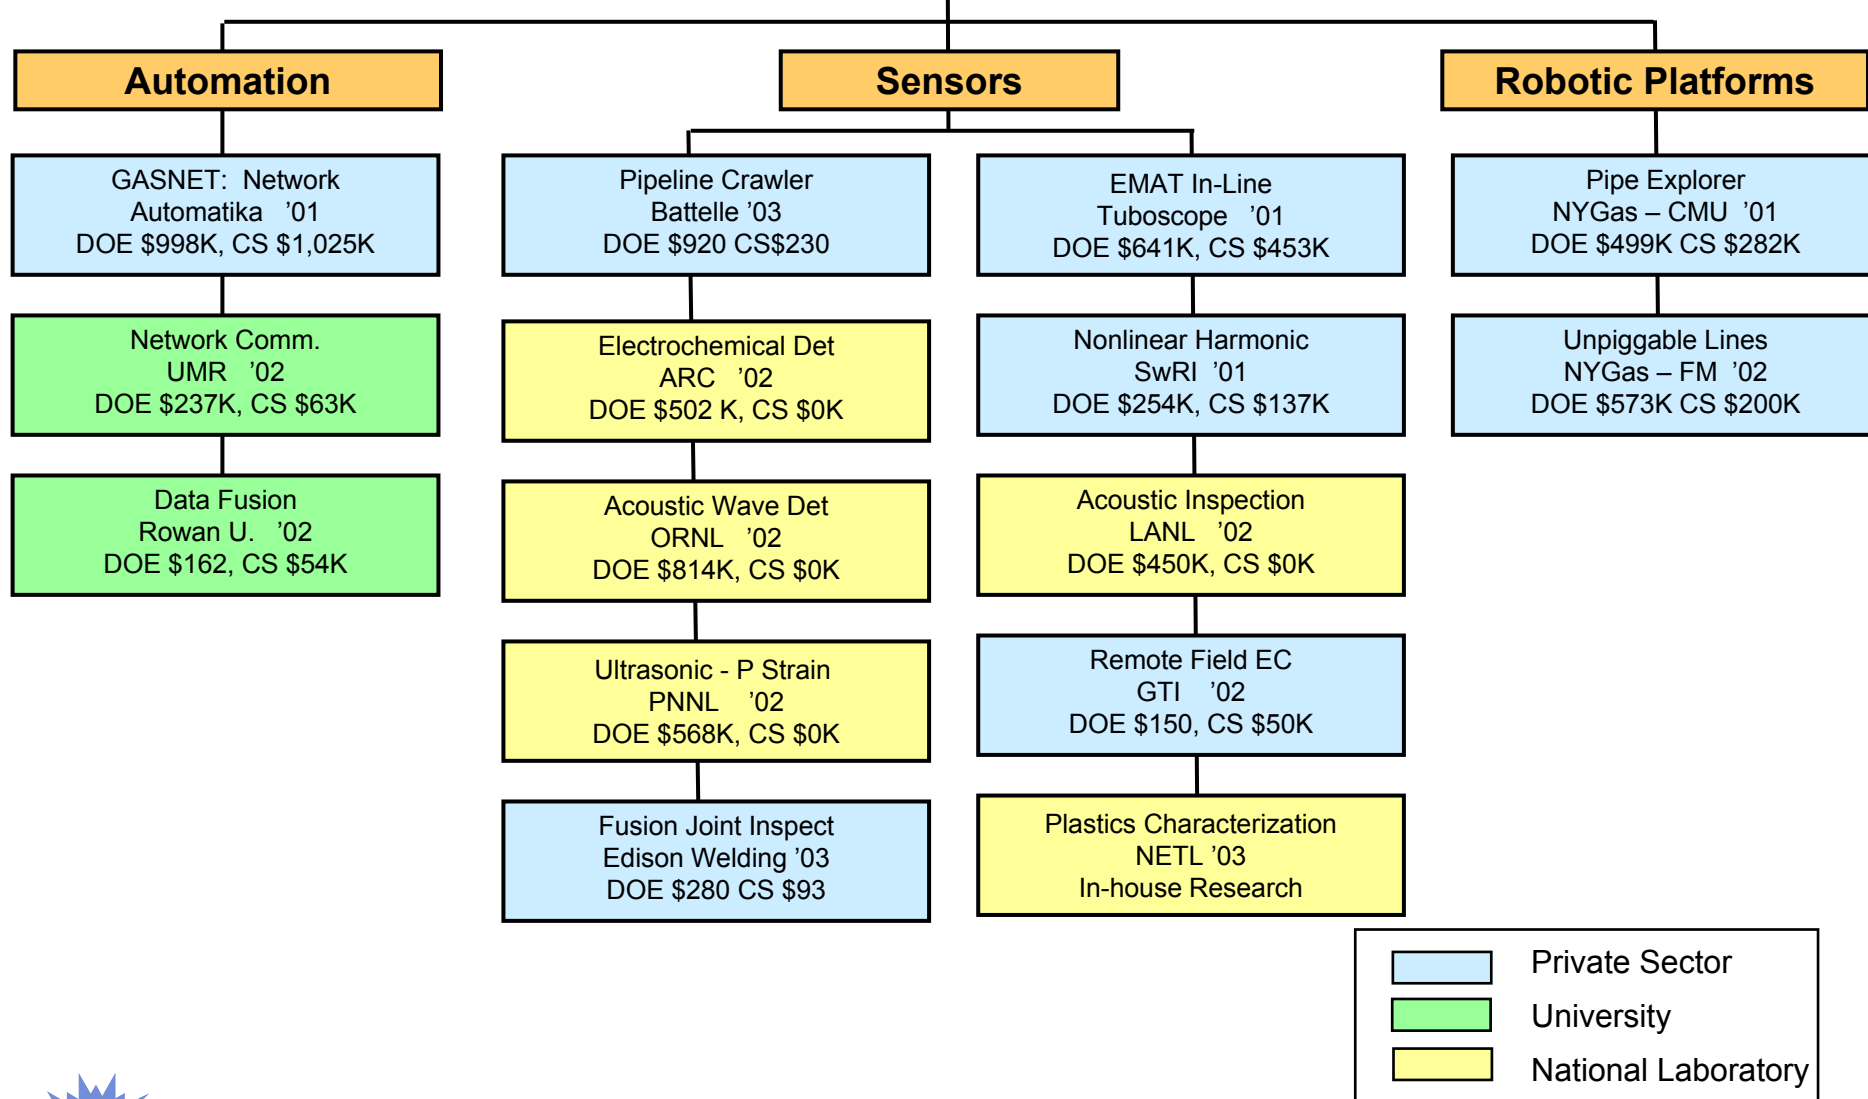 Automation
Sensors
Robotic Platforms
GASNET: Network
Automatika '01
DOE $998K, CS $1,025K
Network Comm.
UMR '02
DOE $237K, CS $63K
Data Fusion
Rowan U. '02
DOE $162, CS $54K
Pipeline Crawler
Battelle '03
DOE $920 CS$230
Electrochemical Det
ARC '02
DOE $502 K, CS $0K
Acoustic Wave Det
ORNL '02
DOE $814K, CS $0K
Ultrasonic - P Strain
PNNL '02
DOE $568K, CS $0K
Fusion Joint Inspect
Edison Welding '03
DOE $280 CS $93
EMAT In-Line
Tuboscope '01
DOE $641K, CS $453K
Nonlinear Harmonic
SwRI '01
DOE $254K, CS $137K
Acoustic Inspection
LANL '02
DOE $450K, CS $0K
Remote Field EC
GTI '02
DOE $150, CS $50K
Plastics Characterization
NETL '03
In-house Research
Pipe Explorer
NYGas – CMU '01
DOE $499K CS $282K
Unpiggable Lines
NYGas – FM '02
DOE $573K CS $200K
Private Sector
University
National Laboratory